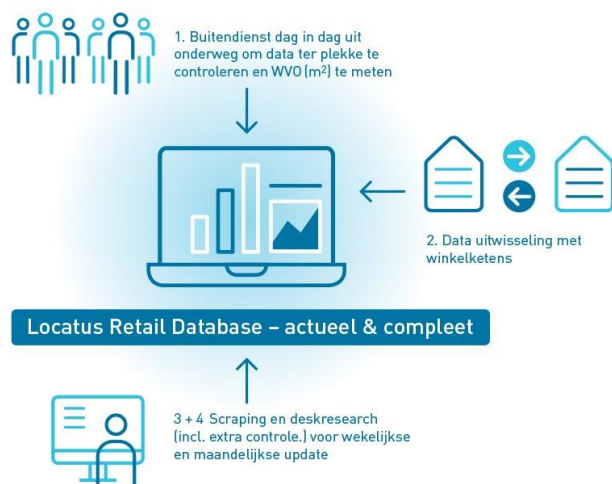 1. Buitendienst dag in dag uit
onderweg om data ter plekke te
controleren en WVO (m²) te meten
2. Data uitwisseling met
winkelketens
Locatus Retail Database – actueel & compleet
3 + 4 Scraping en deskresearch
(incl. extra controle.) voor wekelijkse
en maandelijkse update